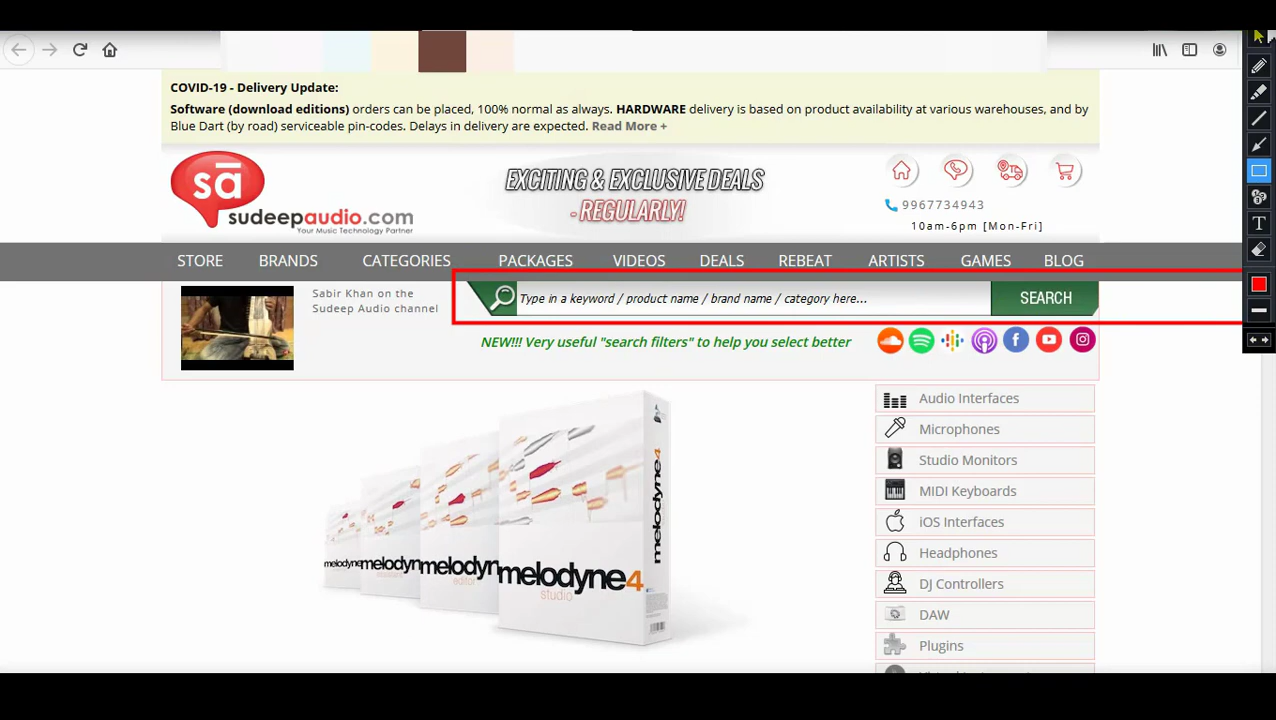 COVID-19 - Delivery Update:
Software (download editions) orders can be placed, 100% normal as always. HARDWARE delivery is based on product availability at various warehouses, and by
Blue Dart (by road) serviceable pin-codes. Delays in delivery are expected. Read More +
sā
sudeepaudio.com
Your Music Technology Partner
EXCITING & EXCLUSIVE DEALS
- REGULARLY!
9967734943
10am-6pm [Mon-Fri]
STORE BRANDS CATEGORIES PACKAGES VIDEOS DEALS REBEAT ARTISTS GAMES BLOG
Sabir Khan on the
Sudeep Audio channel
Type in a keyword / product name / brand name / category here...
SEARCH
NEW!!! Very useful "search filters" to help you select better
Audio Interfaces
Microphones
Studio Monitors
MIDI Keyboards
iOS Interfaces
Headphones
DJ Controllers
DAW
Plugins
melodyne
melodyn
melodyn
editor
melodyne4
studio
melodyne4